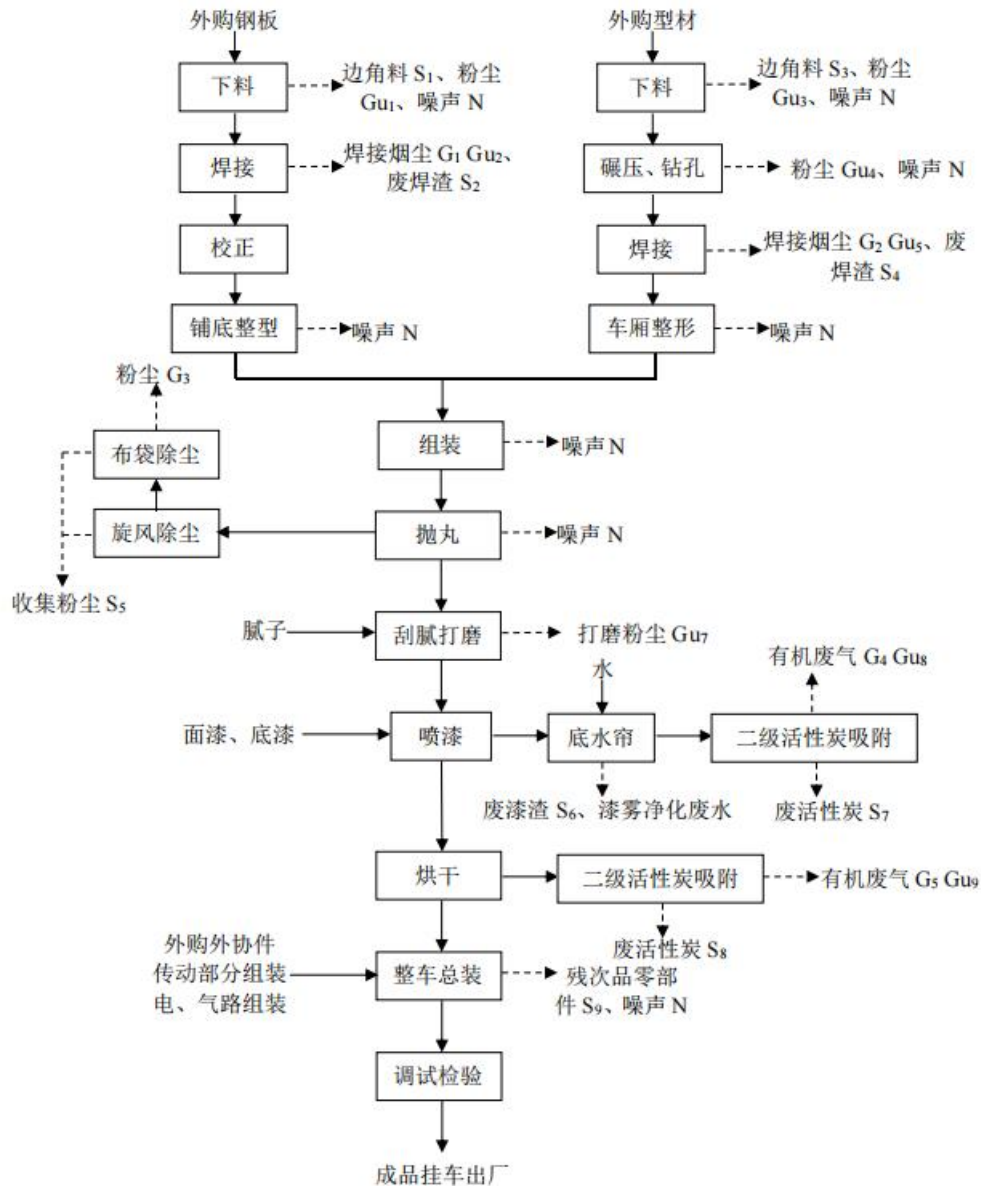 外购钢板
外购型材
下料
边角料 S₁、粉尘
Gu₁、噪声 N
下料
边角料 S₃、粉尘
Gu₃、噪声 N
焊接
焊接烟尘 G₁ Gu₂、
废焊渣 S₂
碾压、钻孔
粉尘 Gu₄、噪声 N
校正
焊接
焊接烟尘 G₂ Gu₅、废
焊渣 S₄
铺底整型
噪声 N
车厢整形
噪声 N
粉尘 G₃
布袋除尘
组装
噪声 N
旋风除尘
抛丸
噪声 N
收集粉尘 S₅
腻子
刮腻打磨
打磨粉尘 Gu₇
水
有机废气 G₄ Gu₈
面漆、底漆
喷漆
底水帘
二级活性炭吸附
废漆渣 S₆、漆雾净化废水
废活性炭 S₇
烘干
二级活性炭吸附
有机废气 G₅ Gu₉
废活性炭 S₈
外购外协件
传动部分组装
电、气路组装
整车总装
残次品零部
件 S₉、噪声 N
调试检验
成品挂车出厂